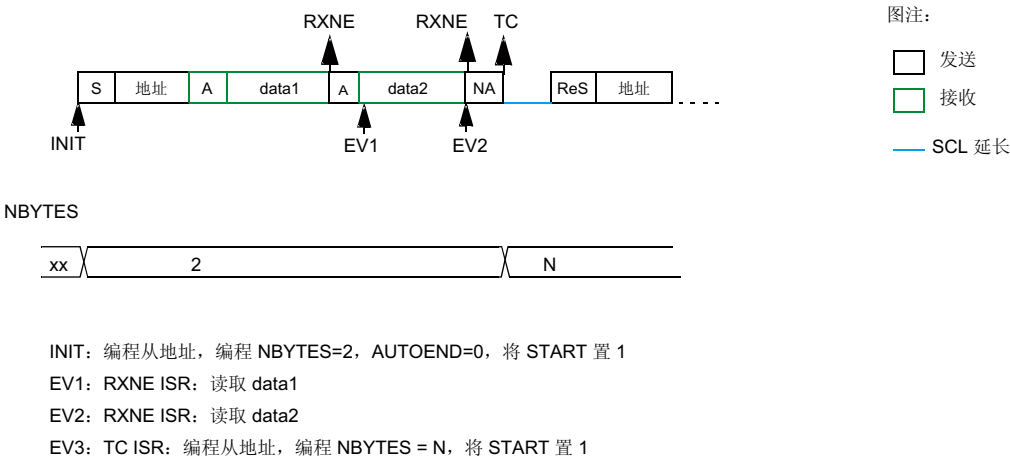 图注：
RXNE RXNE TC
发送
S 地址 A data1 A data2 NA ReS 地址
接收
INIT EV1 EV2
SCL 延长
NBYTES
xx 2 N
INIT：编程从地址，编程 NBYTES=2，AUTOEND=0，将 START 置 1
EV1：RXNE ISR：读取 data1
EV2：RXNE ISR：读取 data2
EV3：TC ISR：编程从地址，编程 NBYTES = N，将 START 置 1